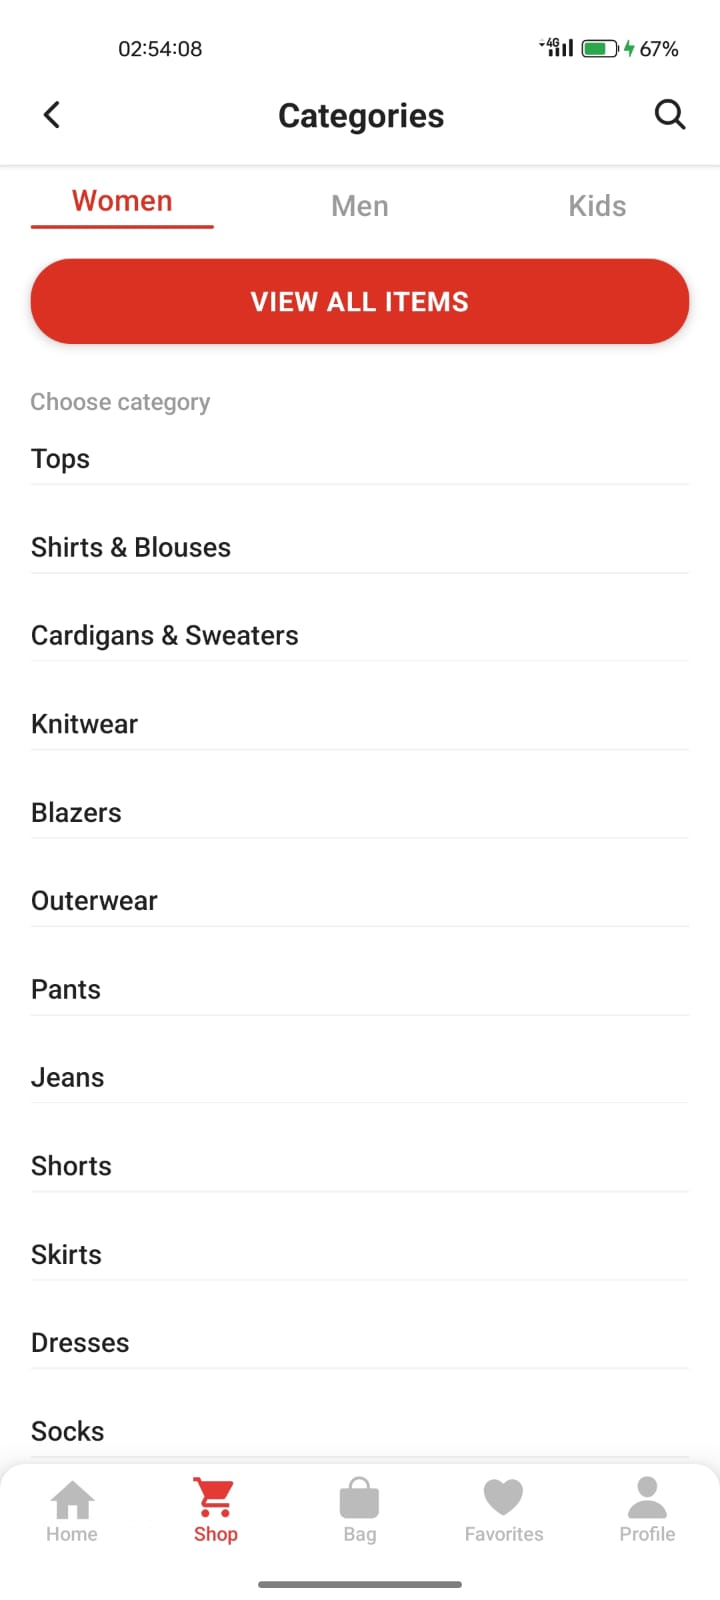 02:54:08 4G 67%
Categories
Women Men Kids
VIEW ALL ITEMS
Choose category
Tops
Shirts & Blouses
Cardigans & Sweaters
Knitwear
Blazers
Outerwear
Pants
Jeans
Shorts
Skirts
Dresses
Socks
Home Shop Bag Favorites Profile